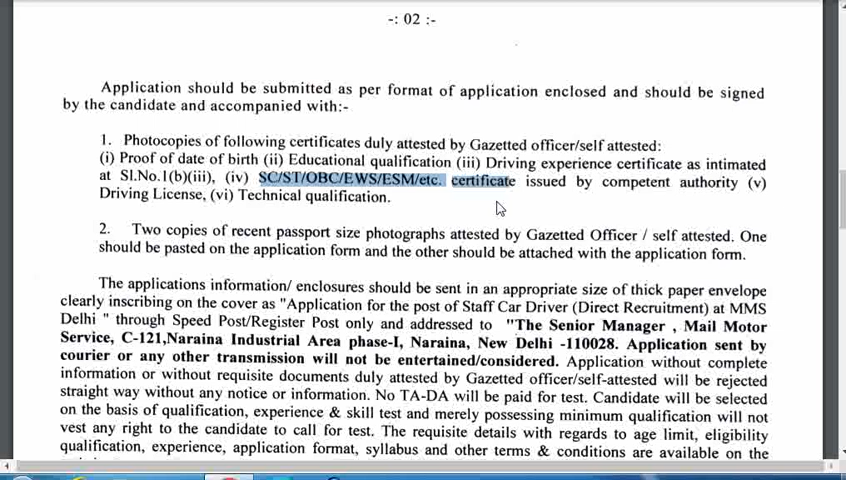 -: 02 :-
Application should be submitted as per format of application enclosed and should be signed
by the candidate and accompanied with:-
1. Photocopies of following certificates duly attested by Gazetted officer/self attested:
(i) Proof of date of birth (ii) Educational qualification (iii) Driving experience certificate as intimated
at Sl.No.1(b)(iii), (iv) SC/ST/OBC/EWS/ESM/etc. certificate issued by competent authority (v)
Driving License, (vi) Technical qualification.
2. Two copies of recent passport size photographs attested by Gazetted Officer / self attested. One
should be pasted on the application form and the other should be attached with the application form.
The applications information/ enclosures should be sent in an appropriate size of thick paper envelope
clearly inscribing on the cover as "Application for the post of Staff Car Driver (Direct Recruitment) at MMS
Delhi " through Speed Post/Register Post only and addressed to "The Senior Manager , Mail Motor
Service, C-121,Naraina Industrial Area phase-I, Naraina, New Delhi -110028. Application sent by
courier or any other transmission will not be entertained/considered. Application without complete
information or without requisite documents duly attested by Gazetted officer/self-attested will be rejected
straight way without any notice or information. No TA-DA will be paid for test. Candidate will be selected
on the basis of qualification, experience & skill test and merely possessing minimum qualification will not
vest any right to the candidate to call for test. The requisite details with regards to age limit, eligibility
qualification, experience, application format, syllabus and other terms & conditions are available on the